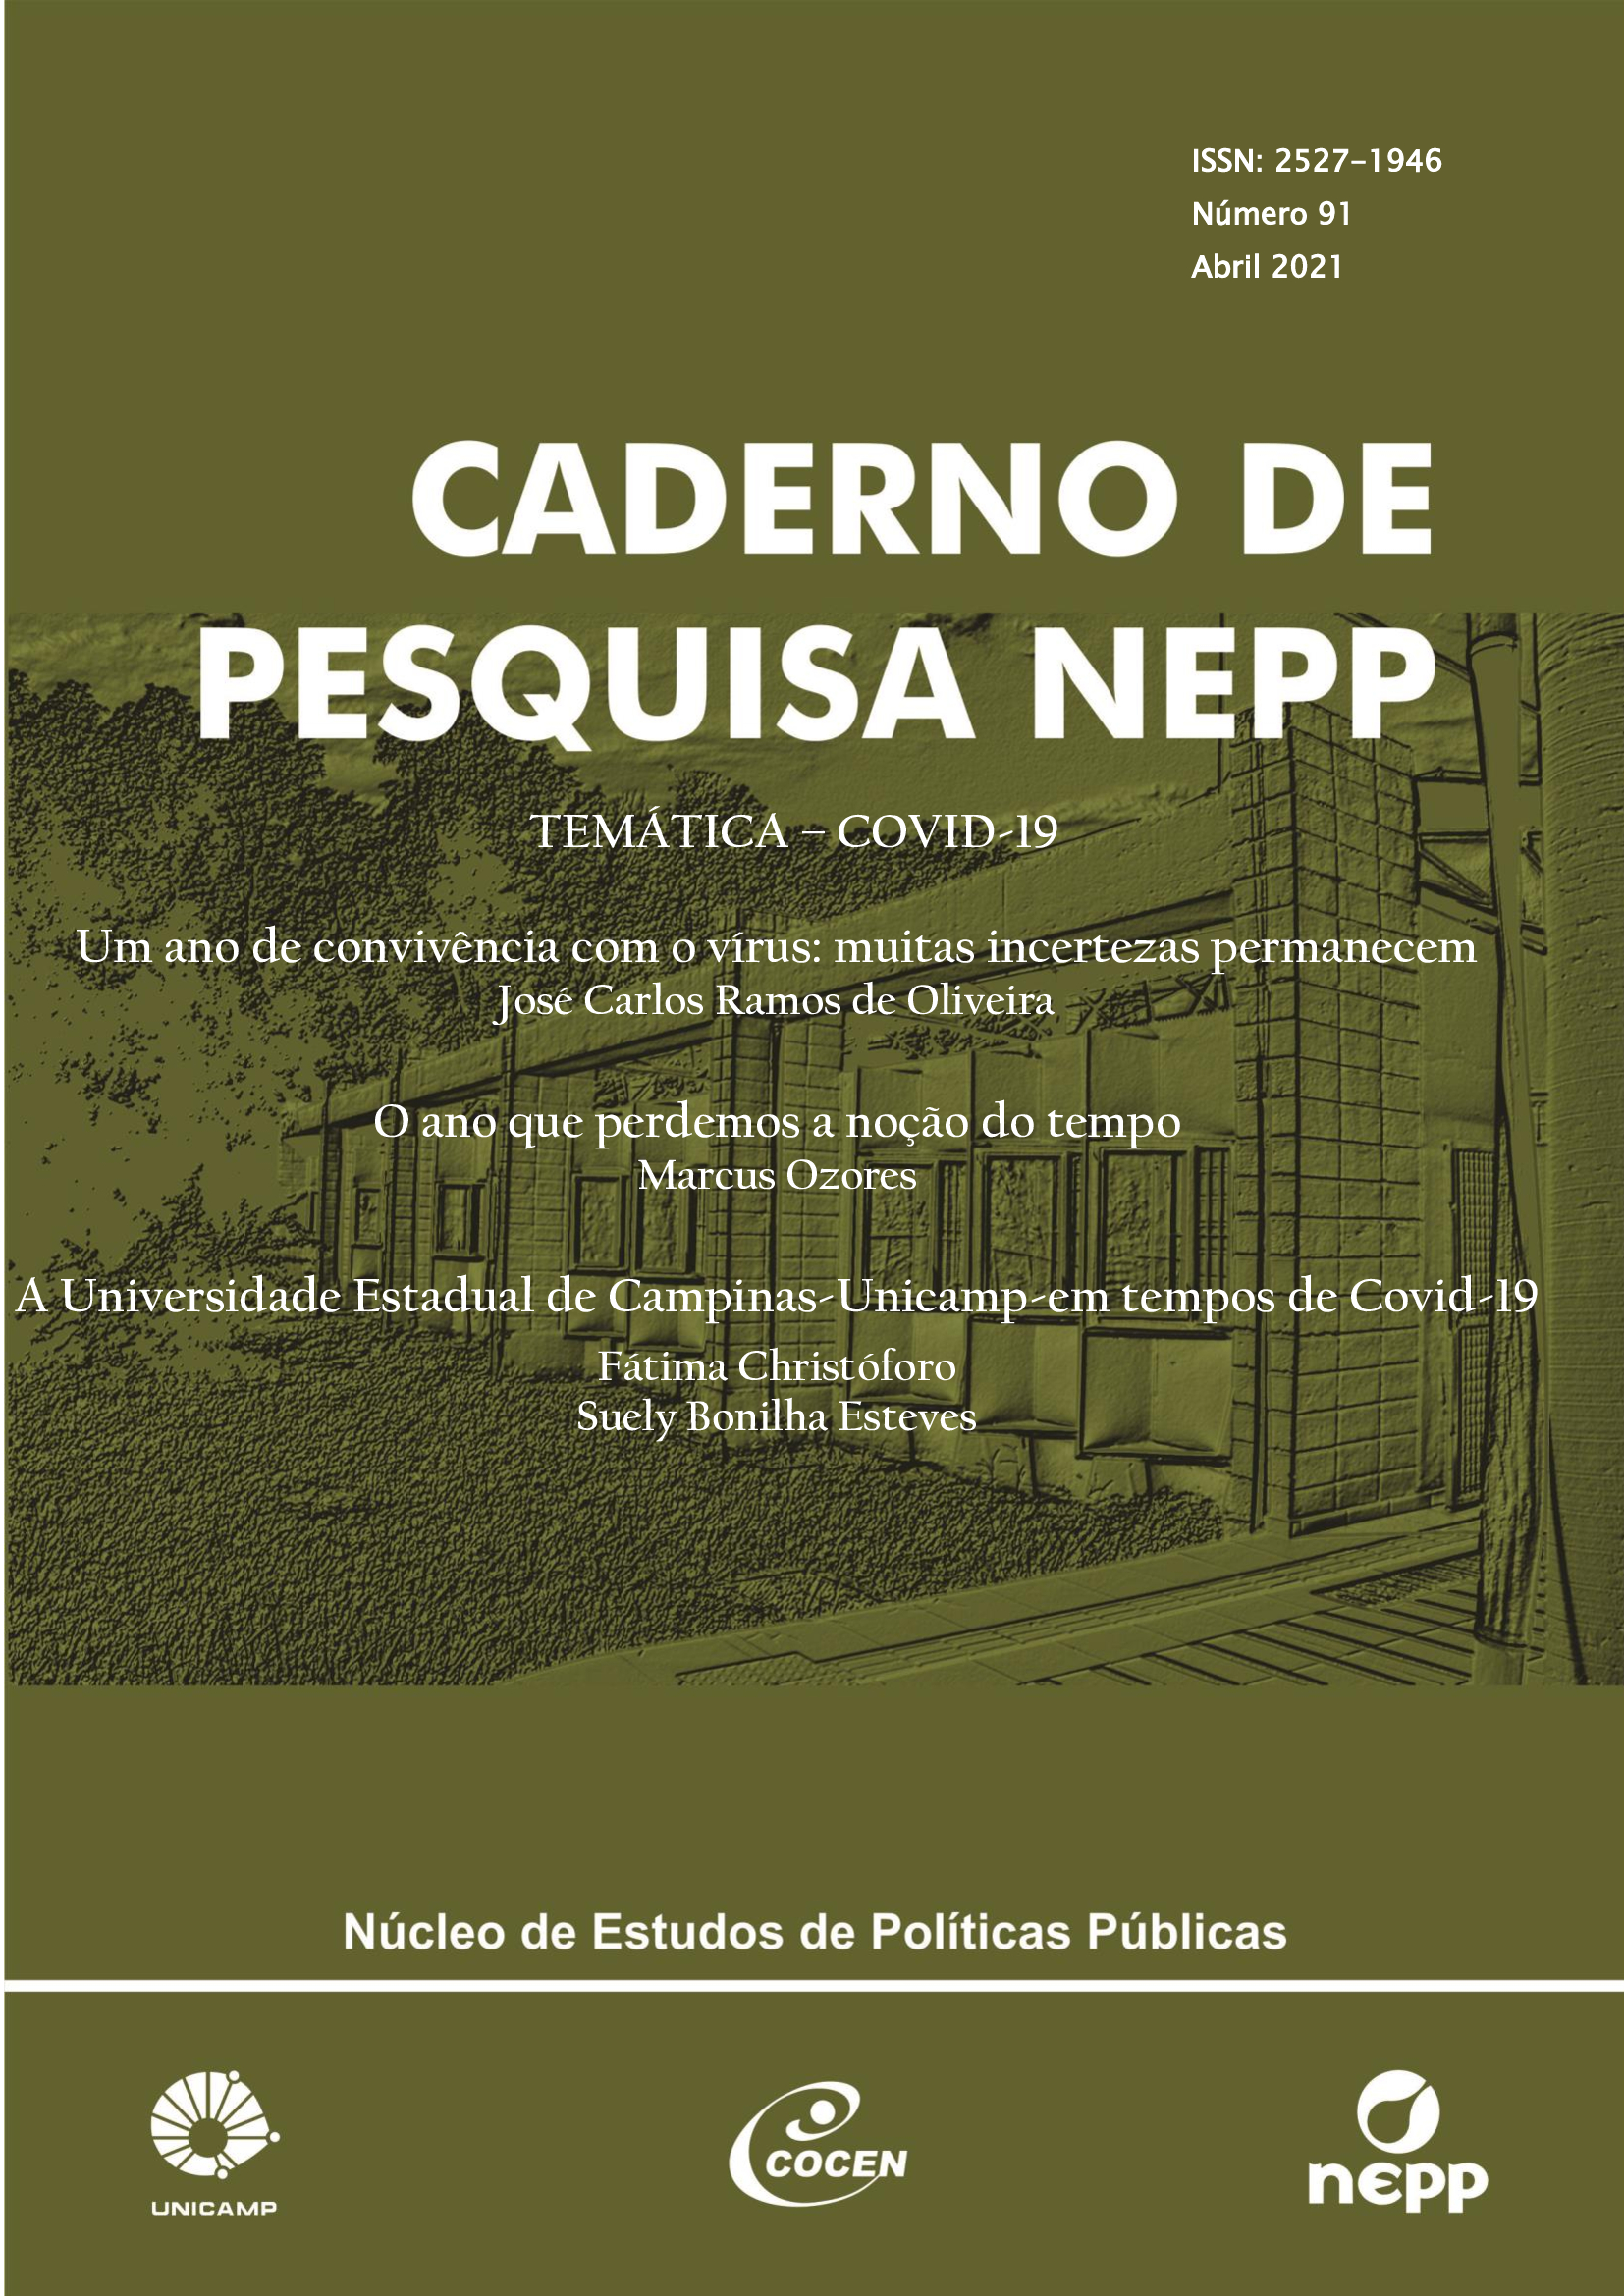 ISSN: 2527-1946
Número 91
Abril 2021
CADERNO DE
PESQUISA NEPP
TEMÁTICA – COVID-19
Um ano de convivência com o vírus: muitas incertezas permanecem
José Carlos Ramos de Oliveira
O ano que perdemos a noção do tempo
Marcus Ozores
A Universidade Estadual de Campinas-Unicamp-em tempos de Covid-19
Fátima Christóforo
Suely Bonilha Esteves
Núcleo de Estudos de Políticas Públicas
UNICAMP
COCEN
nepp